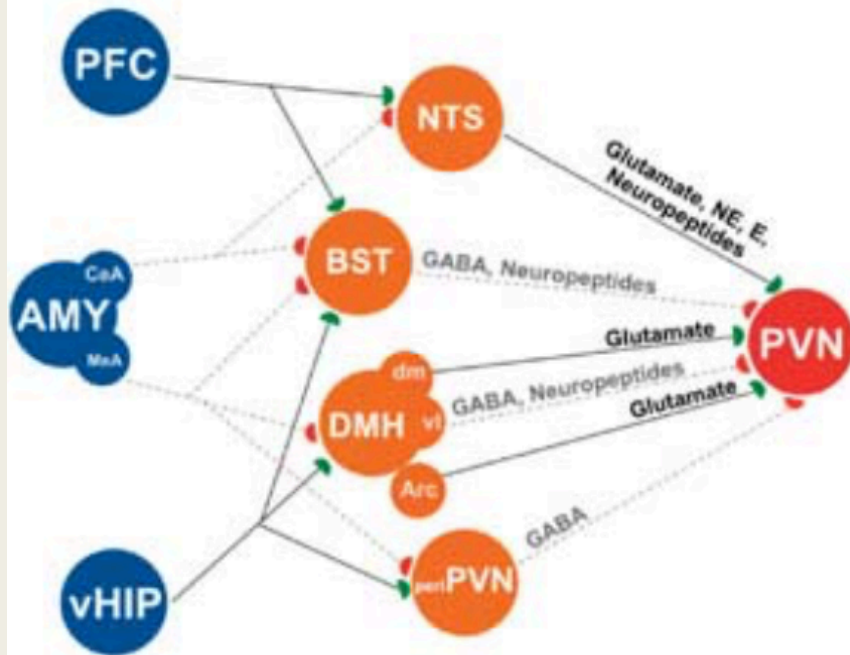 PFC
NTS
Glutamate, NE, E,
Neuropeptides
CeA
AMY
MeA
BST
GABA, Neuropeptides
Glutamate
PVN
dm
GABA, Neuropeptides
DMH
vl
Glutamate
Arc
GABA
periPVN
vHIP